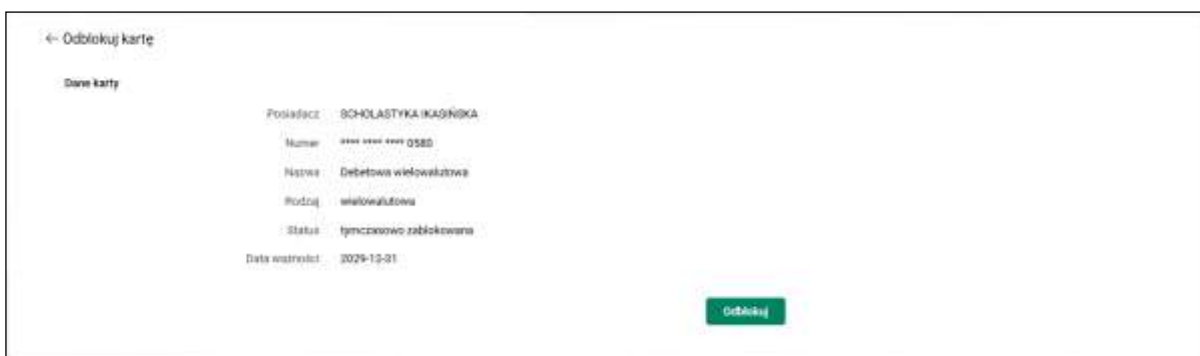 ← Odblokuj kartę
Dane karty
Posiadacz SCHOLASTYKA IKASIŃSKA
Numer **** **** **** 0580
Nazwa Debetowa wielowalutowa
Rodzaj wielowalutowa
Status tymczasowo zablokowana
Data ważności 2029-12-31
Odblokuj